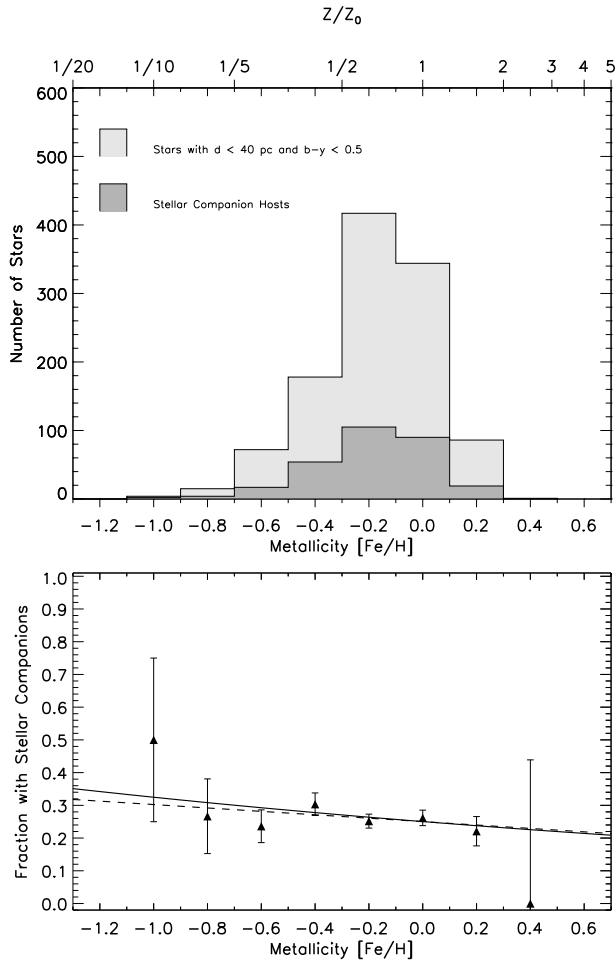 Z/Z₀
1/20 1/10 1/5 1/2 1 2 3 4 5
600
500
400
300
200
100
0
Number of Stars
Stars with d < 40 pc and b−y < 0.5
Stellar Companion Hosts
−1.2 −1.0 −0.8 −0.6 −0.4 −0.2 0.0 0.2 0.4 0.6
Metallicity [Fe/H]
1.0
0.9
0.8
0.7
0.6
0.5
0.4
0.3
0.2
0.1
0.0
Fraction with Stellar Companions
−1.2 −1.0 −0.8 −0.6 −0.4 −0.2 0.0 0.2 0.4 0.6
Metallicity [Fe/H]